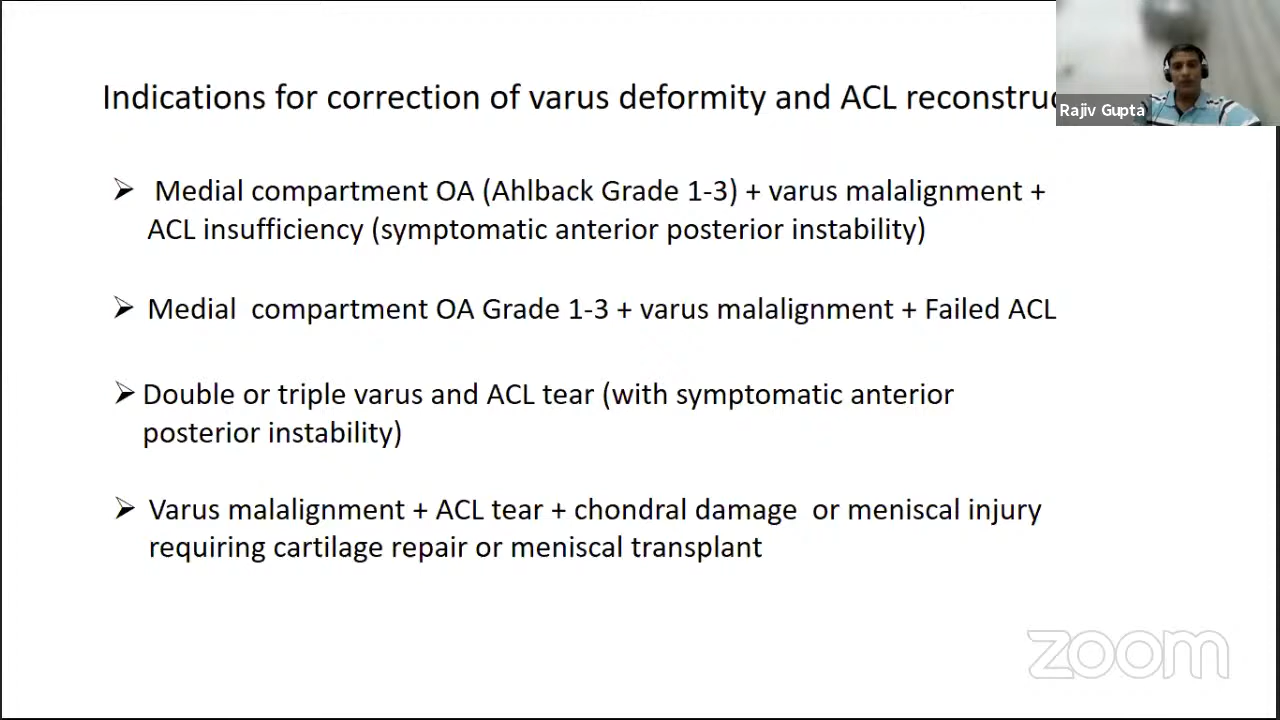 Indications for correction of varus deformity and ACL
Rajiv Gupta
➢ Medial compartment OA (Ahlback Grade 1-3) + varus malalignment +
ACL insufficiency (symptomatic anterior posterior instability)
➢ Medial compartment OA Grade 1-3 + varus malalignment + Failed ACL
➢ Double or triple varus and ACL tear (with symptomatic anterior
posterior instability)
➢ Varus malalignment + ACL tear + chondral damage or meniscal injury
requiring cartilage repair or meniscal transplant
zoom